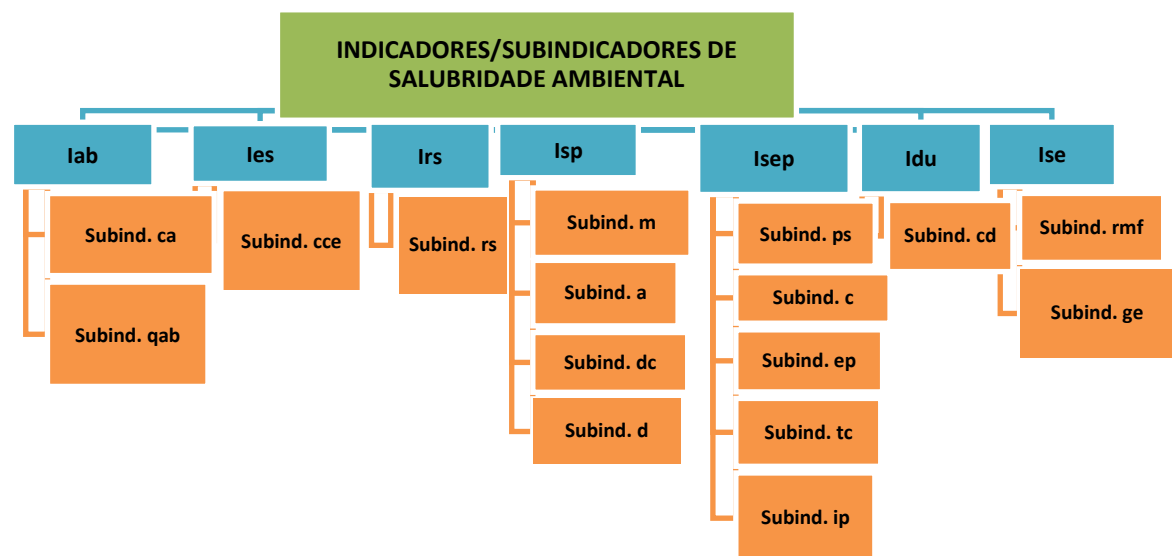 INDICADORES/SUBINDICADORES DE
SALUBRIDADE AMBIENTAL
Iab
Ies
Irs
Isp
Isep
Idu
Ise
Subind. ca
Subind. qab
Subind. cce
Subind. rs
Subind. m
Subind. a
Subind. dc
Subind. d
Subind. ps
Subind. c
Subind. ep
Subind. tc
Subind. ip
Subind. cd
Subind. rmf
Subind. ge